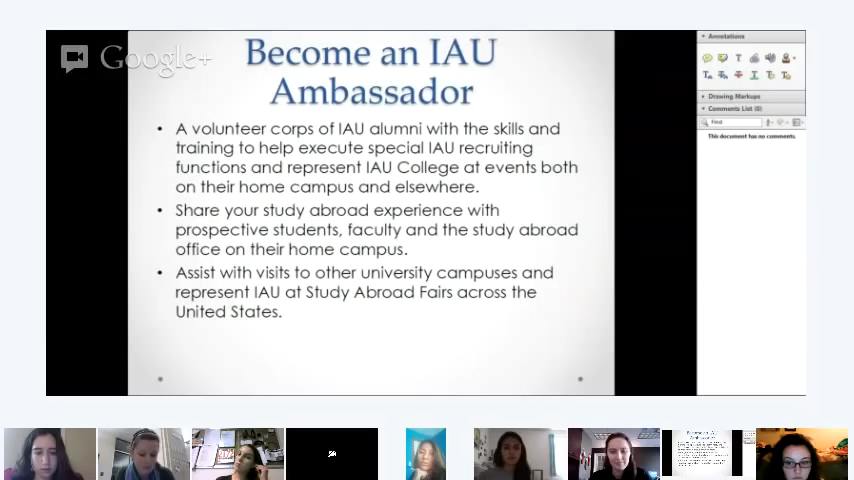 Google+
Become an IAU
Ambassador
• A volunteer corps of IAU alumni with the skills and
training to help execute special IAU recruiting
functions and represent IAU College at events both
on their home campus and elsewhere.
• Share your study abroad experience with
prospective students, faculty and the study abroad
office on their home campus.
• Assist with visits to other university campuses and
represent IAU at Study Abroad Fairs across the
United States.
Annotations
Drawing Markups
Comments List (0)
Find
This document has no comments.
Become an IAU
Ambassador